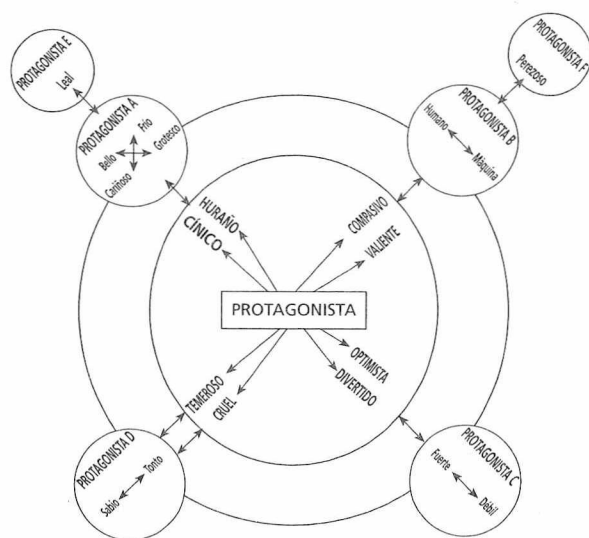 PROTAGONISTA E
Leal
PROTAGONISTA F
Perezoso
PROTAGONISTA A
Frío
Bello
Grotesco
Cariñoso
PROTAGONISTA B
Humano
Máquina
HURAÑO
CÍNICO
COMPASIVO
VALIENTE
PROTAGONISTA
OPTIMISTA
DIVERTIDO
TEMEROSO
CRUEL
PROTAGONISTA D
Tonto
Sabio
PROTAGONISTA C
Fuerte
Débil